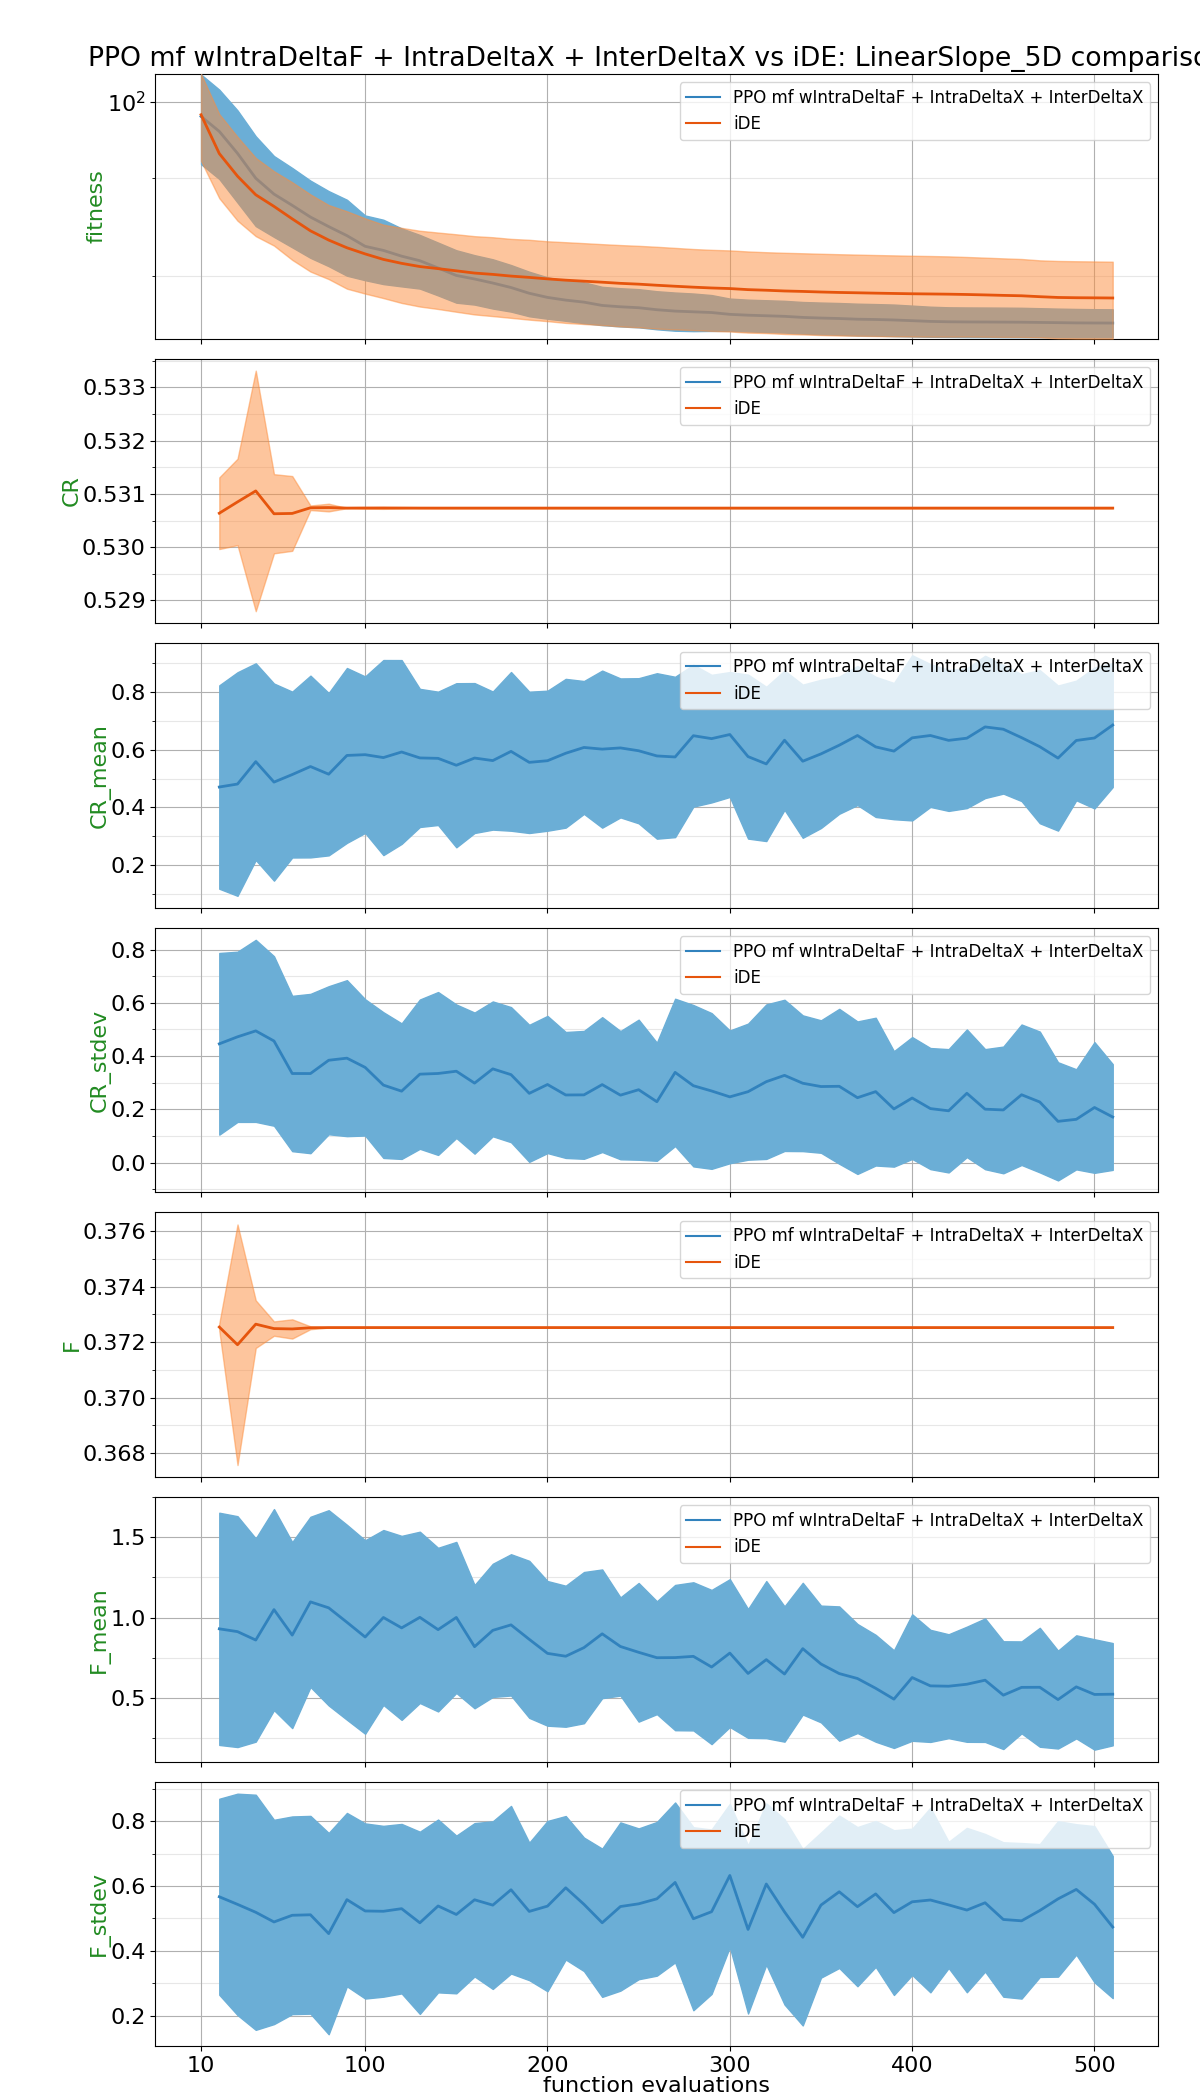 PPO mf wIntraDeltaF + IntraDeltaX + InterDeltaX vs iDE: LinearSlope_5D comparisc
10²
fitness
PPO mf wIntraDeltaF + IntraDeltaX + InterDeltaX
iDE
0.533
0.532
0.531
0.530
0.529
CR
PPO mf wIntraDeltaF + IntraDeltaX + InterDeltaX
iDE
0.8
0.6
0.4
0.2
CR_mean
PPO mf wIntraDeltaF + IntraDeltaX + InterDeltaX
iDE
0.8
0.6
0.4
0.2
0.0
CR_stdev
PPO mf wIntraDeltaF + IntraDeltaX + InterDeltaX
iDE
0.376
0.374
0.372
0.370
0.368
F
PPO mf wIntraDeltaF + IntraDeltaX + InterDeltaX
iDE
1.5
1.0
0.5
F_mean
PPO mf wIntraDeltaF + IntraDeltaX + InterDeltaX
iDE
0.8
0.6
0.4
0.2
F_stdev
PPO mf wIntraDeltaF + IntraDeltaX + InterDeltaX
iDE
10 100 200 300 400 500
function evaluations